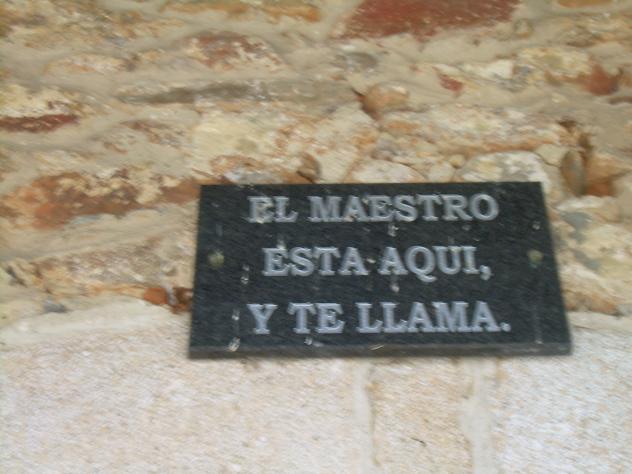 EL MAESTRO
ESTA AQUI,
Y TE LLAMA.